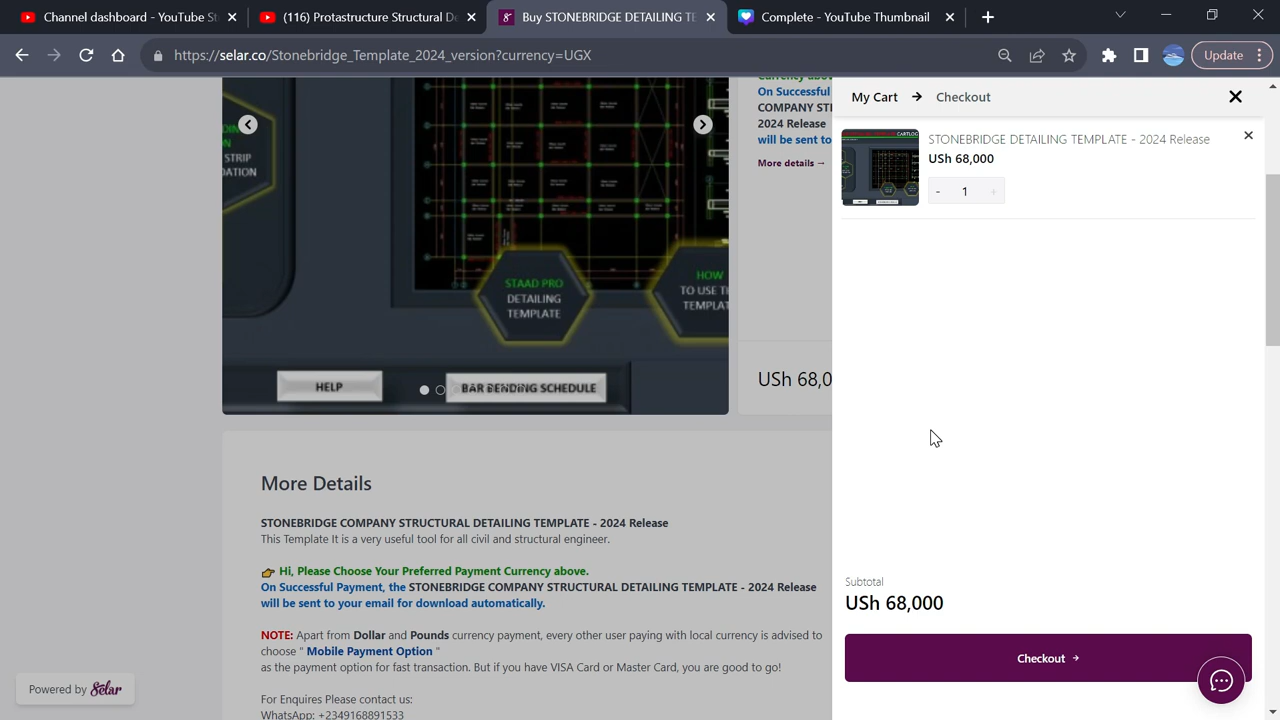 Channel dashboard - YouTube St
(116) Protastructure Structural De
Buy STONEBRIDGE DETAILING TE
Complete - YouTube Thumbnail
https://selar.co/Stonebridge_Template_2024_version?currency=UGX
Update
STRIP
DETAILING
STAAD PRO
DETAILING
TEMPLATE
HOW
TO USE TH
TEMPLAT
HELP
BAR BENDING SCHEDULE
Currency above
On Successful
COMPANY STR
2024 Release
will be sent to
More details →
USh 68,0
More Details
STONEBRIDGE COMPANY STRUCTURAL DETAILING TEMPLATE - 2024 Release
This Template It is a very useful tool for all civil and structural engineer.
👉 Hi, Please Choose Your Preferred Payment Currency above.
On Successful Payment, the STONEBRIDGE COMPANY STRUCTURAL DETAILING TEMPLATE - 2024 Release
will be sent to your email for download automatically.
NOTE: Apart from Dollar and Pounds currency payment, every other user paying with local currency is advised to
choose " Mobile Payment Option "
as the payment option for fast transaction. But if you have VISA Card or Master Card, you are good to go!
For Enquires Please contact us:
WhatsApp: +2349168891533
Powered by Selar
My Cart → Checkout
STONEBRIDGE DETAILING TEMPLATE - 2024 Release
USh 68,000
- 1 +
Subtotal
USh 68,000
Checkout →